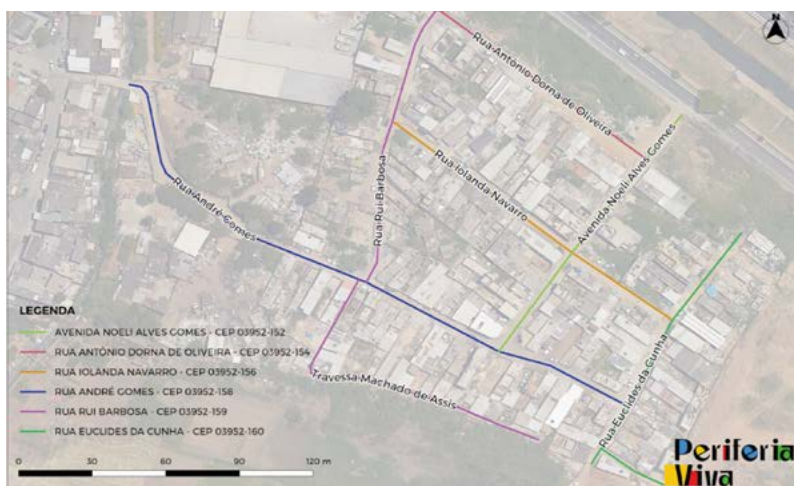 N
Rua António Dorna de Oliveira
Rua Iolanda Navarro
Avenida Noeli Alves Gomes
Rua Rui Barbosa
Rua André Gomes
Travessa Machado de Assis
Rua Euclides da Cunha
LEGENDA
AVENIDA NOELI ALVES GOMES - CEP 03952-152
RUA ANTÓNIO DORNA DE OLIVEIRA - CEP 03952-154
RUA IOLANDA NAVARRO - CEP 03952-156
RUA ANDRÉ GOMES - CEP 03952-158
RUA RUI BARBOSA - CEP 03952-159
RUA EUCLIDES DA CUNHA - CEP 03952-160
0 30 60 90 120 m
Periferia
Viva